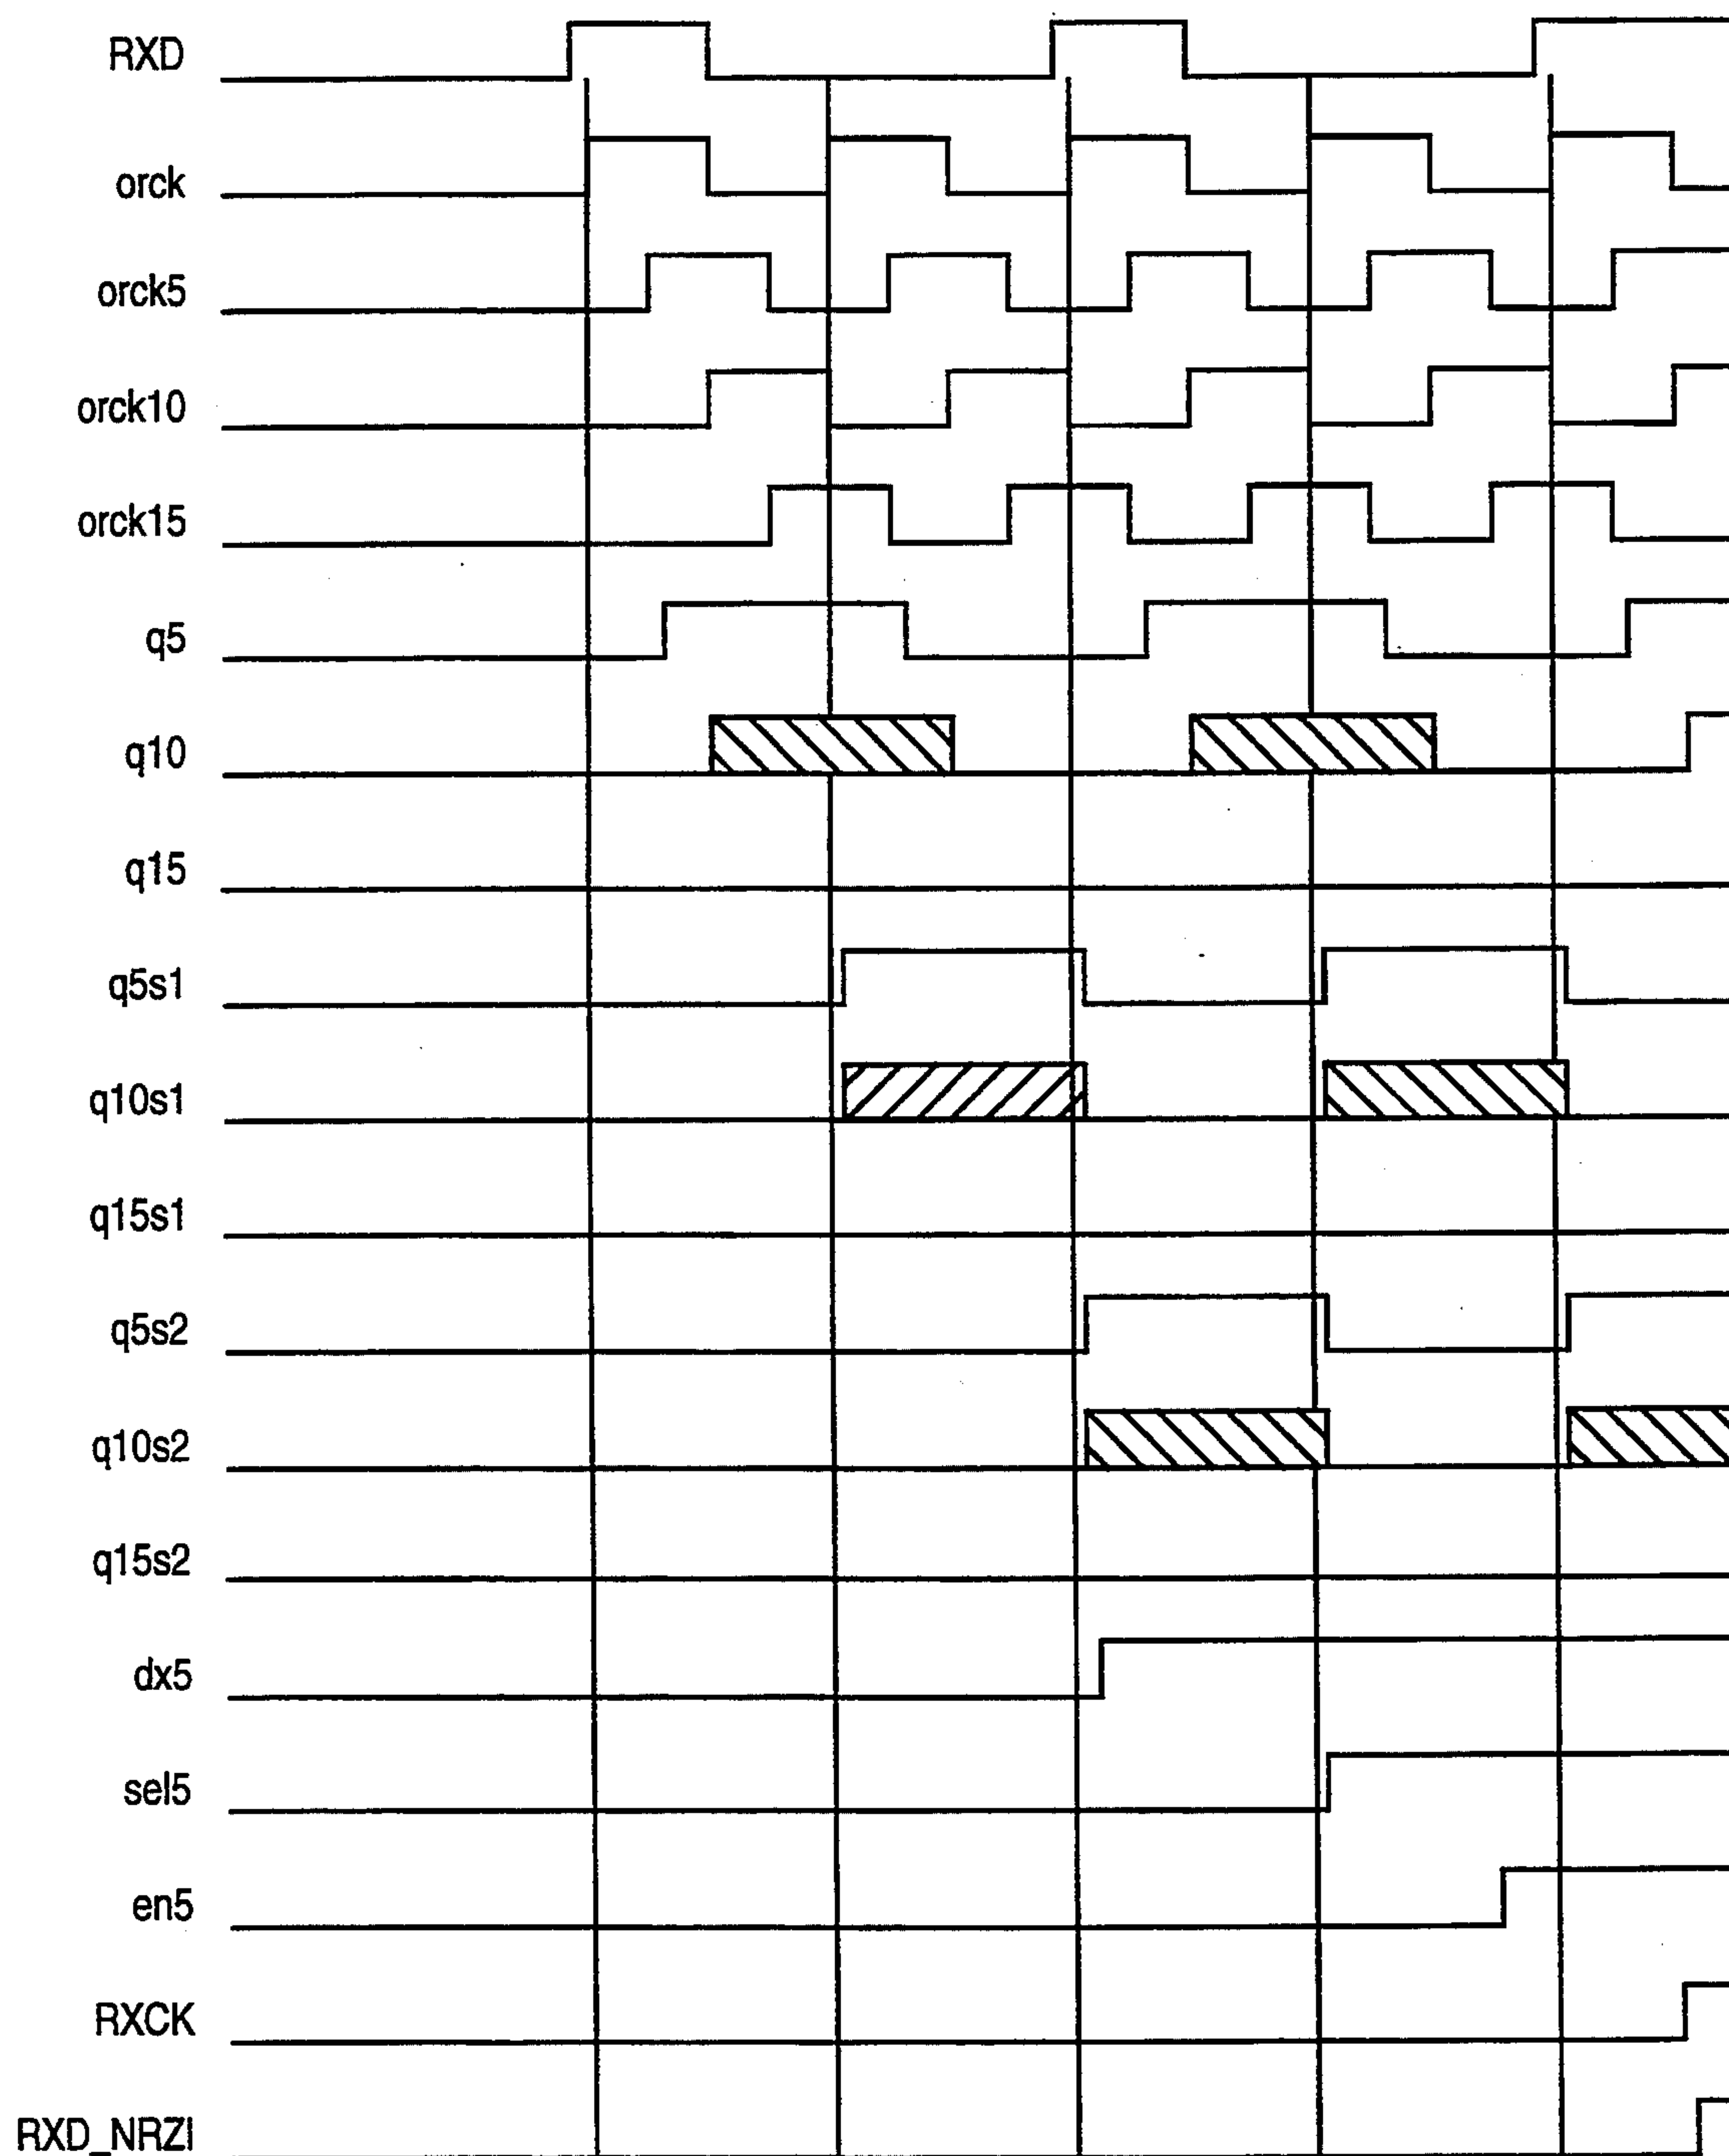 RXD
orck
orck5
orck10
orck15
q5
q10
q15
q5s1
q10s1
q15s1
q5s2
q10s2
q15s2
dx5
sel5
en5
RXCK
RXD_NRZI